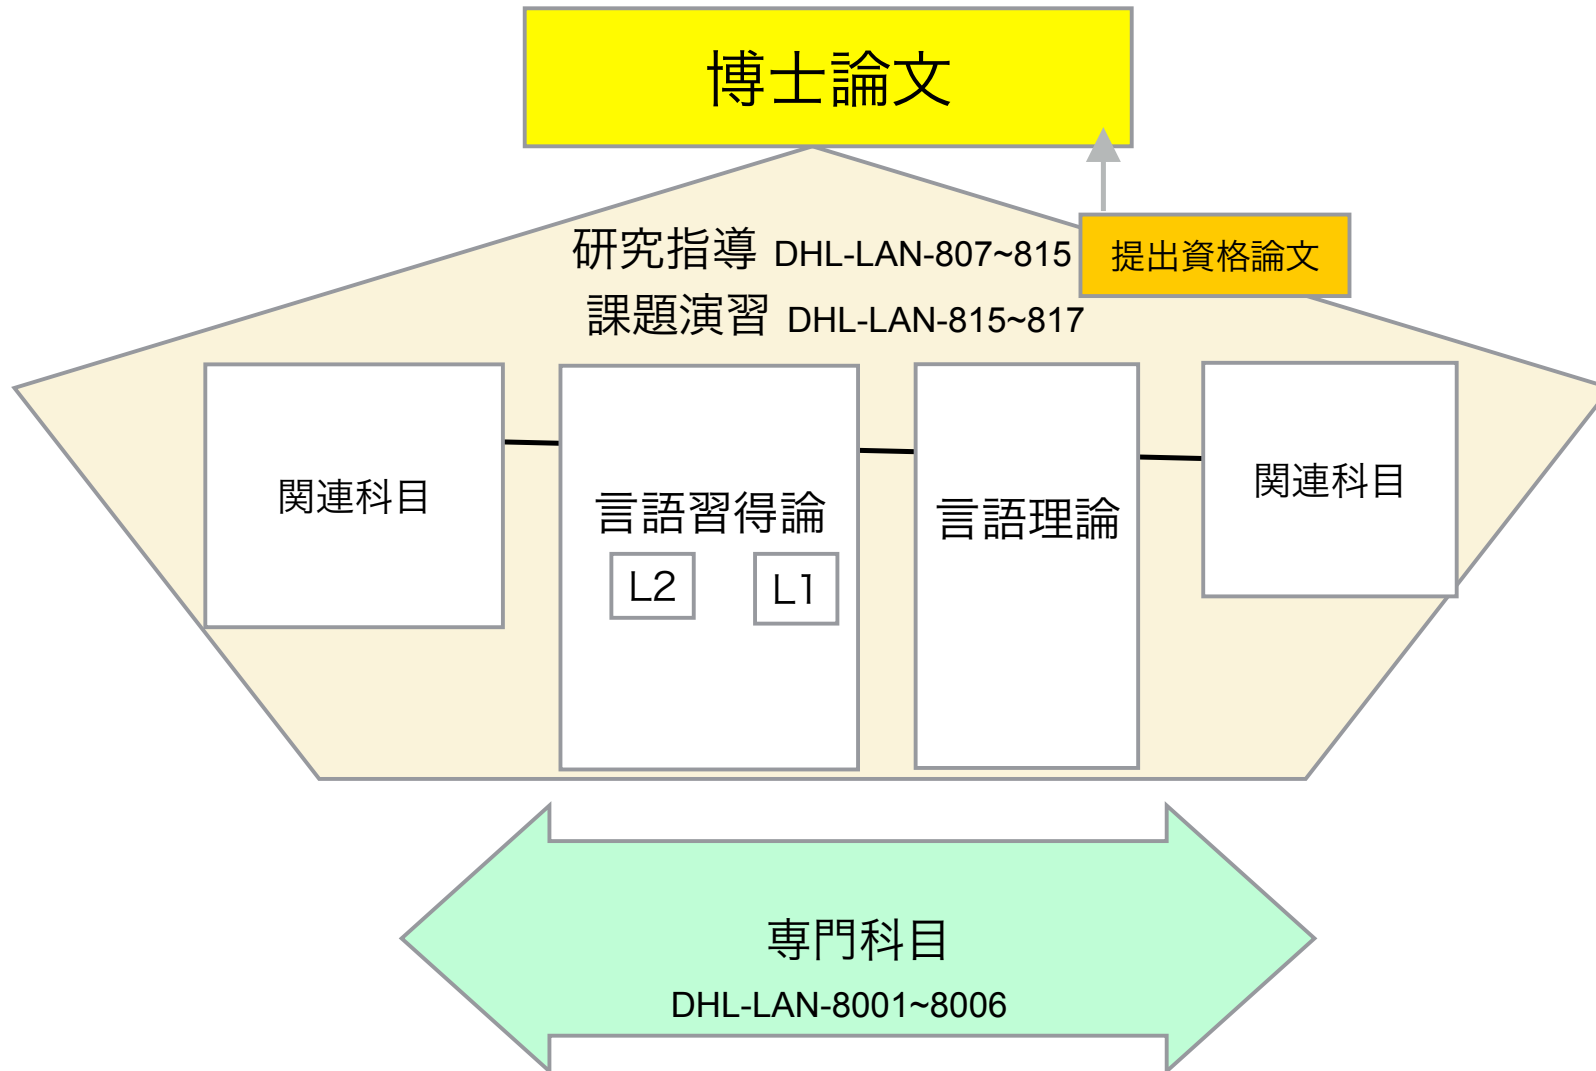 博士論文
研究指導 DHL-LAN-807~815
提出資格論文
課題演習 DHL-LAN-815~817
関連科目
言語習得論
L2
L1
言語理論
関連科目
専門科目
DHL-LAN-8001~8006